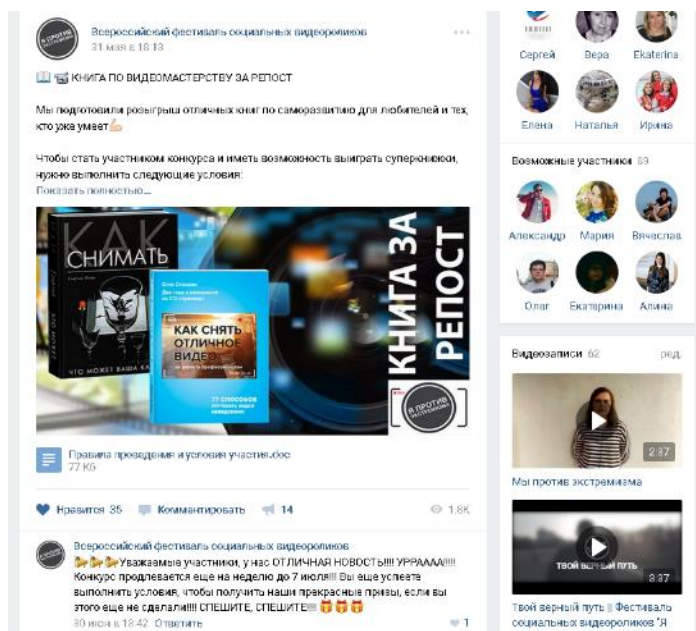 Всероссийский фестиваль социальных видеороликов
31 мая в 18:13
КНИГА ПО ВИДЕОМАСТЕРСТВУ ЗА РЕПОСТ
Мы подготовили розыгрыш отличных книг по саморазвитию для любителей и тех,
кто уже умеет
Чтобы стать участником конкурса и иметь возможность выиграть суперкнижки,
нужно выполнить следующие условия:
Показать полностью…
КАК
СНИМАТЬ
ЧТО МОЖЕТ ВАША КА
КАК СНЯТЬ
ОТЛИЧНОЕ
ВИДЕО
77 СПОСОБОВ
КНИГА ЗА
РЕПОСТ
Я ПРОТИВ
ЭКСТРЕМИЗМА
Правила проведения и условия участия.doc
77 Кб
Нравится 35
Комментировать
14
1.8K
Всероссийский фестиваль социальных видеороликов
Уважаемые участники, у нас ОТЛИЧНАЯ НОВОСТЬ!!!! УРРАААА!!!!
Конкурс продлевается еще на неделю до 7 июля!!! Вы еще успеете
выполнить условия, чтобы получить наши прекрасные призы, если вы
этого еще не сделали!!!! СПЕШИТЕ, СПЕШИТЕ!!!
30 июн в 13:42 Ответить
1
Сергей Вера Ekaterina
Елена Наталья Ирина
Возможные участники 89
Александр Мария Вячеслав
Олег Екатерина Алина
Видеозаписи 62 ред.
2:37
Мы против экстремизма
ТВОЙ ВЕРНЫЙ ПУТЬ
3:37
Твой верный путь || Фестиваль
социальных видеороликов "Я